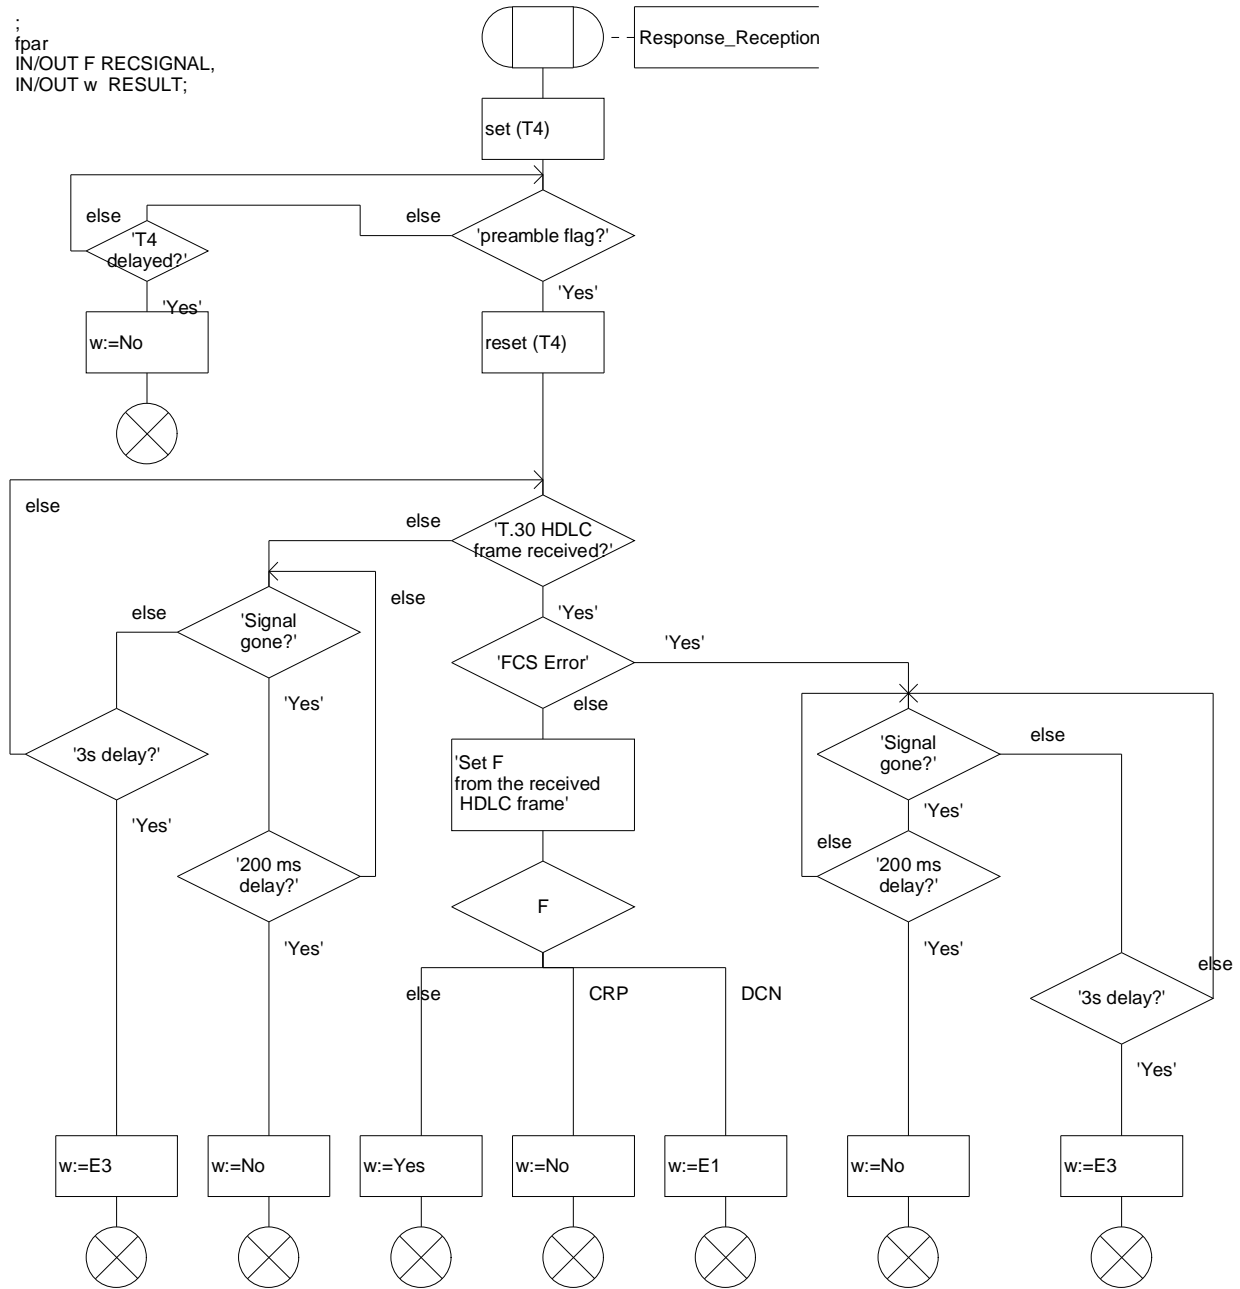 ;
fpar
IN/OUT F RECSIGNAL,
IN/OUT w  RESULT;
Response_Reception
set (T4)
else
else
'T4
delayed?'
'preamble flag?'
'Yes'
'Yes'
w:=No
reset (T4)
else
else
'T.30 HDLC
frame received?'
else
else
'Yes'
'Signal
gone?'
'Yes'
'FCS Error'
'Yes'
else
'3s delay?'
'Set F
from the received
HDLC frame'
'Signal
gone?'
else
'Yes'
'Yes'
else
'200 ms
delay?'
'200 ms
delay?'
F
'Yes'
'Yes'
else
else
CRP
DCN
'3s delay?'
'Yes'
w:=E3
w:=No
w:=Yes
w:=No
w:=E1
w:=No
w:=E3